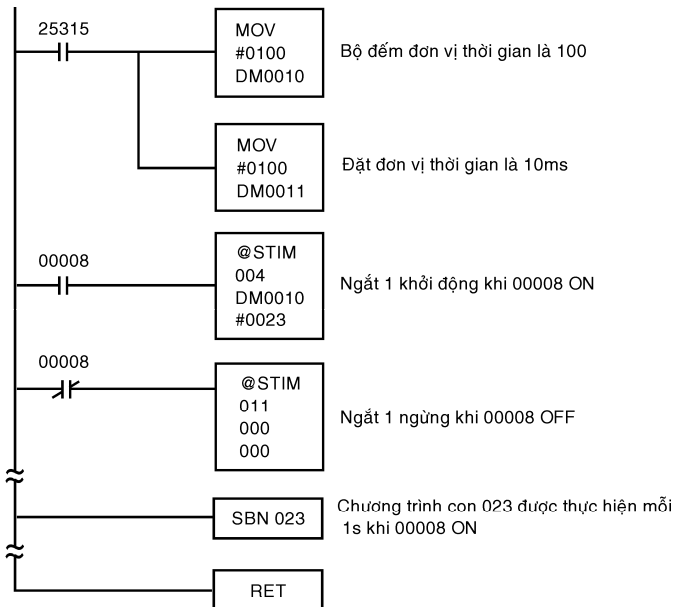 25315
MOV
#0100
DM0010
Bộ đếm đơn vị thời gian là 100
MOV
#0100
DM0011
Đặt đơn vị thời gian là 10ms
00008
@STIM
004
DM0010
#0023
Ngắt 1 khởi động khi 00008 ON
00008
@STIM
011
000
000
Ngắt 1 ngừng khi 00008 OFF
SBN 023
Chương trình con 023 được thực hiện mỗi
1s khi 00008 ON
RET